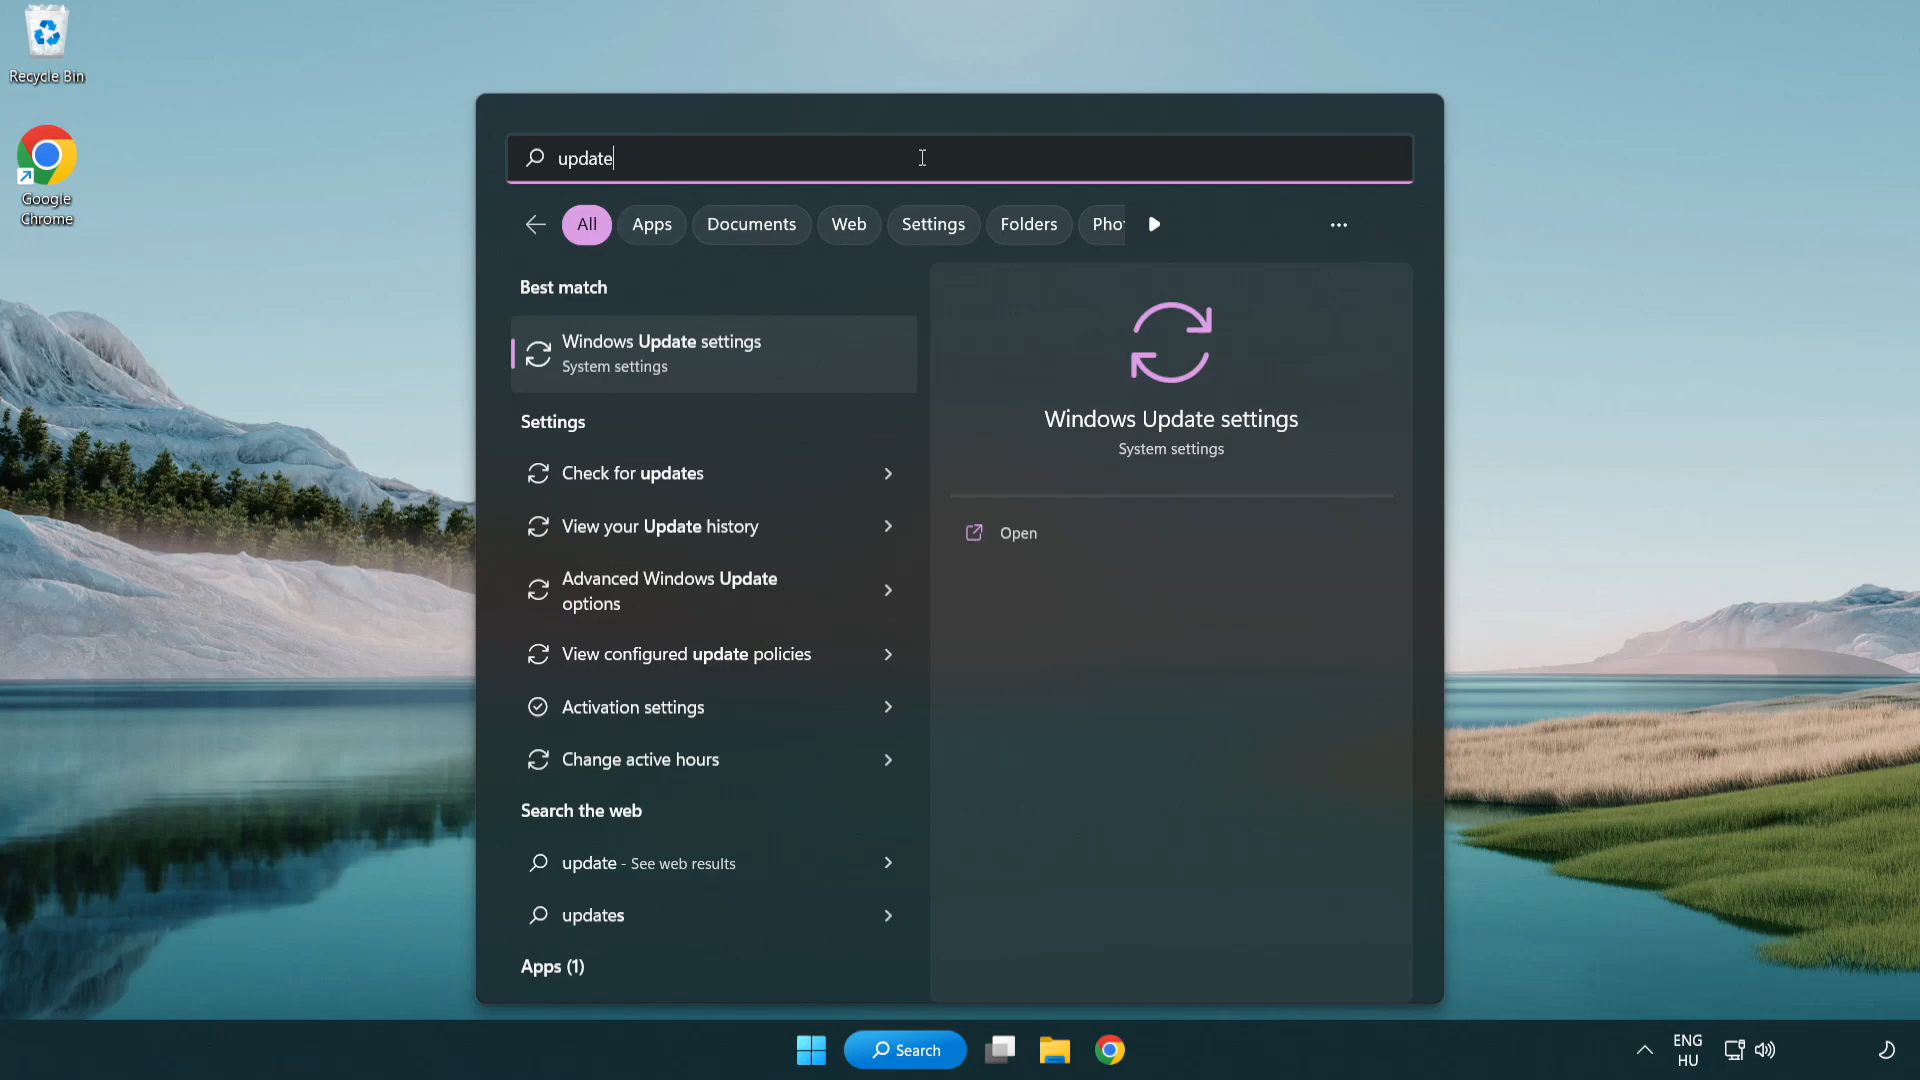 Recycle Bin
Google
Chrome
update
All
Apps
Documents
Web
Settings
Folders
Pho
Best match
Windows Update settings
System settings
Settings
Check for updates
View your Update history
Advanced Windows Update
options
View configured update policies
Activation settings
Change active hours
Search the web
update - See web results
updates
Apps (1)
Windows Update settings
System settings
Open
Search
ENG
HU